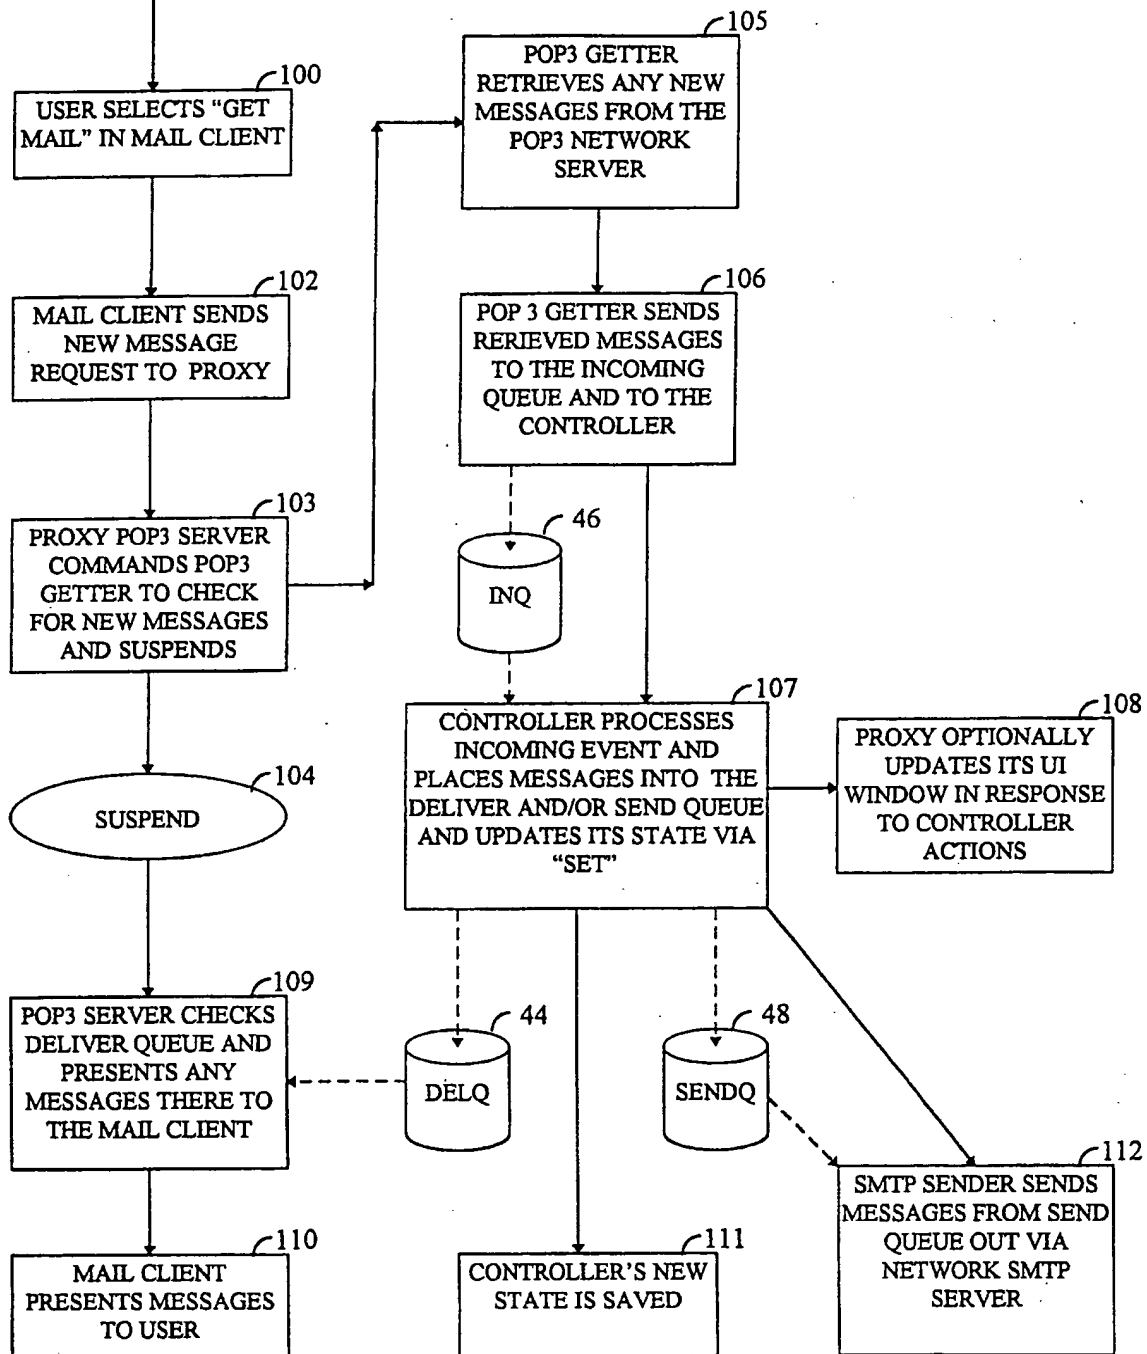 100
USER SELECTS “GET
MAIL” IN MAIL CLIENT
102
MAIL CLIENT SENDS
NEW MESSAGE
REQUEST TO PROXY
103
PROXY POP3 SERVER
COMMANDS POP3
GETTER TO CHECK
FOR NEW MESSAGES
AND SUSPENDS
104
SUSPEND
105
POP3 GETTER
RETRIEVES ANY NEW
MESSAGES FROM THE
POP3 NETWORK
SERVER
106
POP 3 GETTER SENDS
RERIEVED MESSAGES
TO THE INCOMING
QUEUE AND TO THE
CONTROLLER
46
INQ
107
CONTROLLER PROCESSES
INCOMING EVENT AND
PLACES MESSAGES INTO THE
DELIVER AND/OR SEND QUEUE
AND UPDATES ITS STATE VIA
“SET”
108
PROXY OPTIONALLY
UPDATES ITS UI
WINDOW IN RESPONSE
TO CONTROLLER
ACTIONS
109
POP3 SERVER CHECKS
DELIVER QUEUE AND
PRESENTS ANY
MESSAGES THERE TO
THE MAIL CLIENT
44
DELQ
48
SENDQ
110
MAIL CLIENT
PRESENTS MESSAGES
TO USER
111
CONTROLLER’S NEW
STATE IS SAVED
112
SMTP SENDER SENDS
MESSAGES FROM SEND
QUEUE OUT VIA
NETWORK SMTP
SERVER